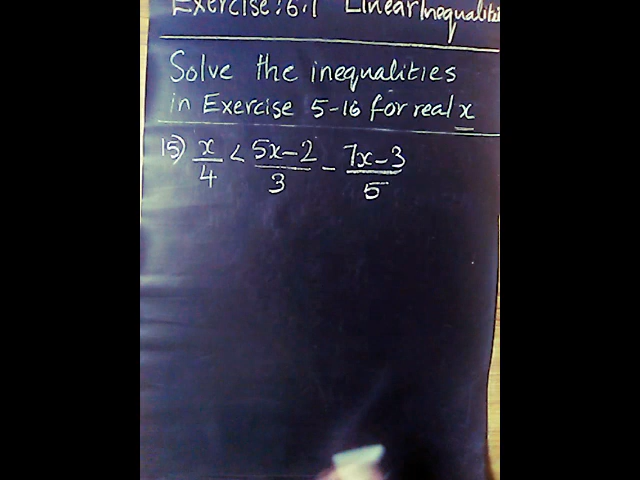 Exercise: 6.1 Linear Inequalities
Solve the inequalities
in Exercise 5-16 for real x
15) x/4 < 5x-2/3 - 7x-3/5